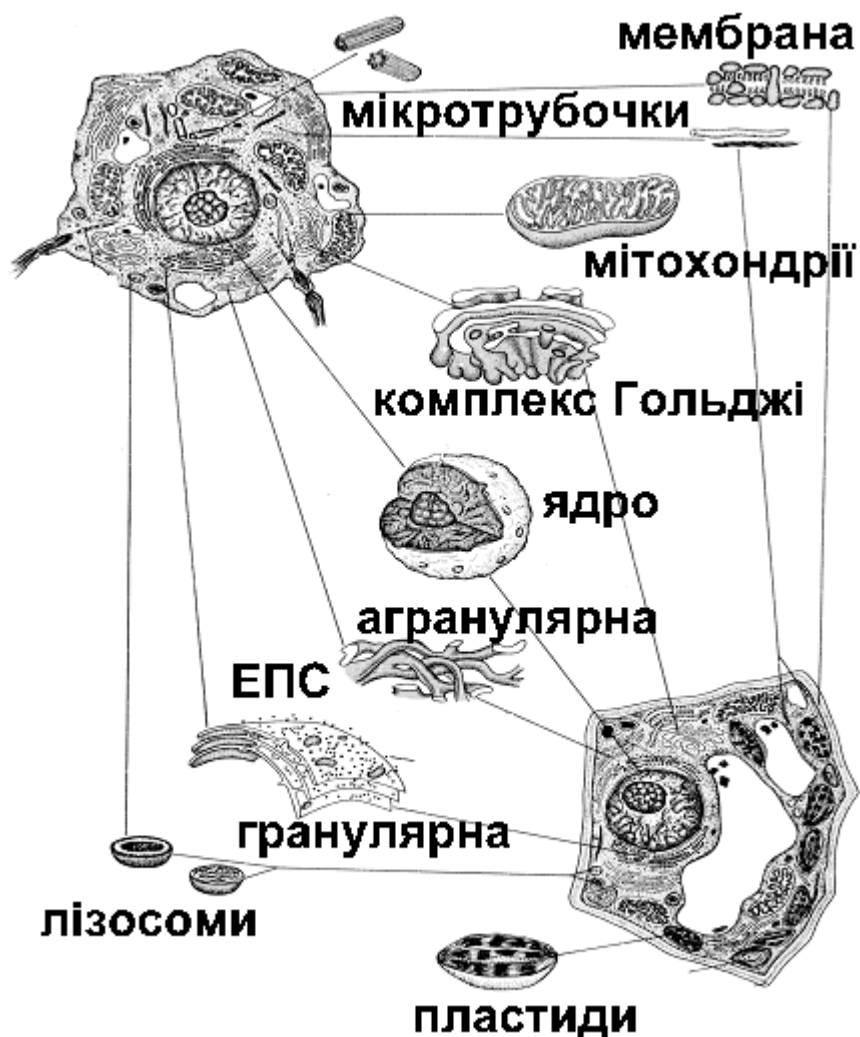 мембрана
мікротрубочки
мітохондрії
комплекс Гольджі
ядро
агранулярна
ЕПС
гранулярна
лізосоми
пластиди